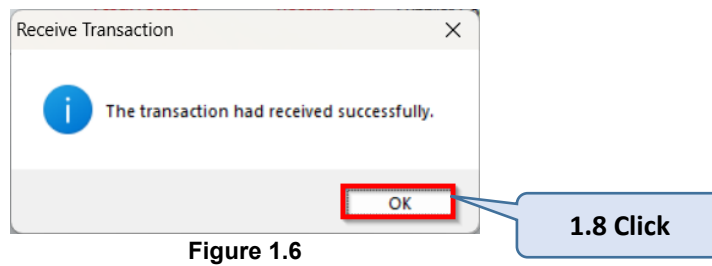 Receive Transaction
The transaction had received successfully.
OK
1.8 Click
Figure 1.6